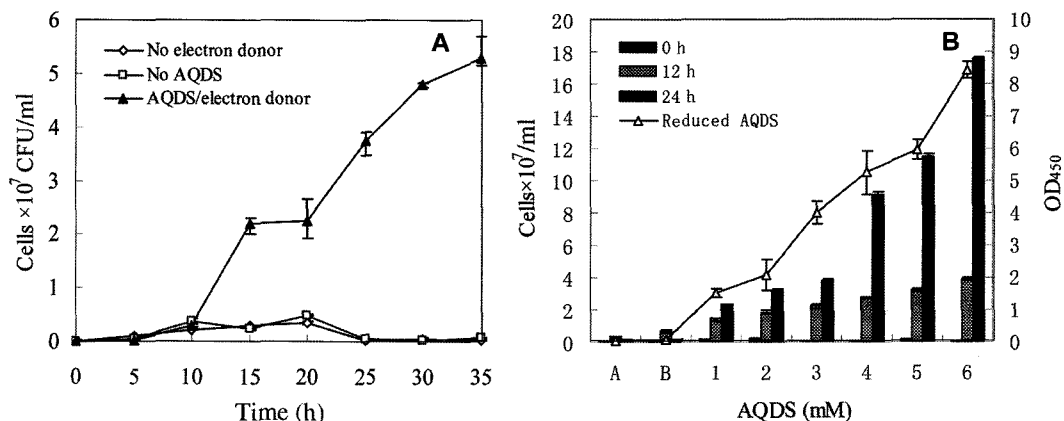 A
No electron donor
No AQDS
AQDS/electron donor
Cells ×10⁷ CFU/ml
6
5
4
3
2
1
0
0 5 10 15 20 25 30 35
Time (h)
B
0 h
12 h
24 h
Reduced AQDS
Cells×10⁷/ml
20
18
16
14
12
10
8
6
4
2
0
A B 1 2 3 4 5 6
AQDS (mM)
10
9
8
7
6
5
4
3
2
1
0
OD₄₅₀